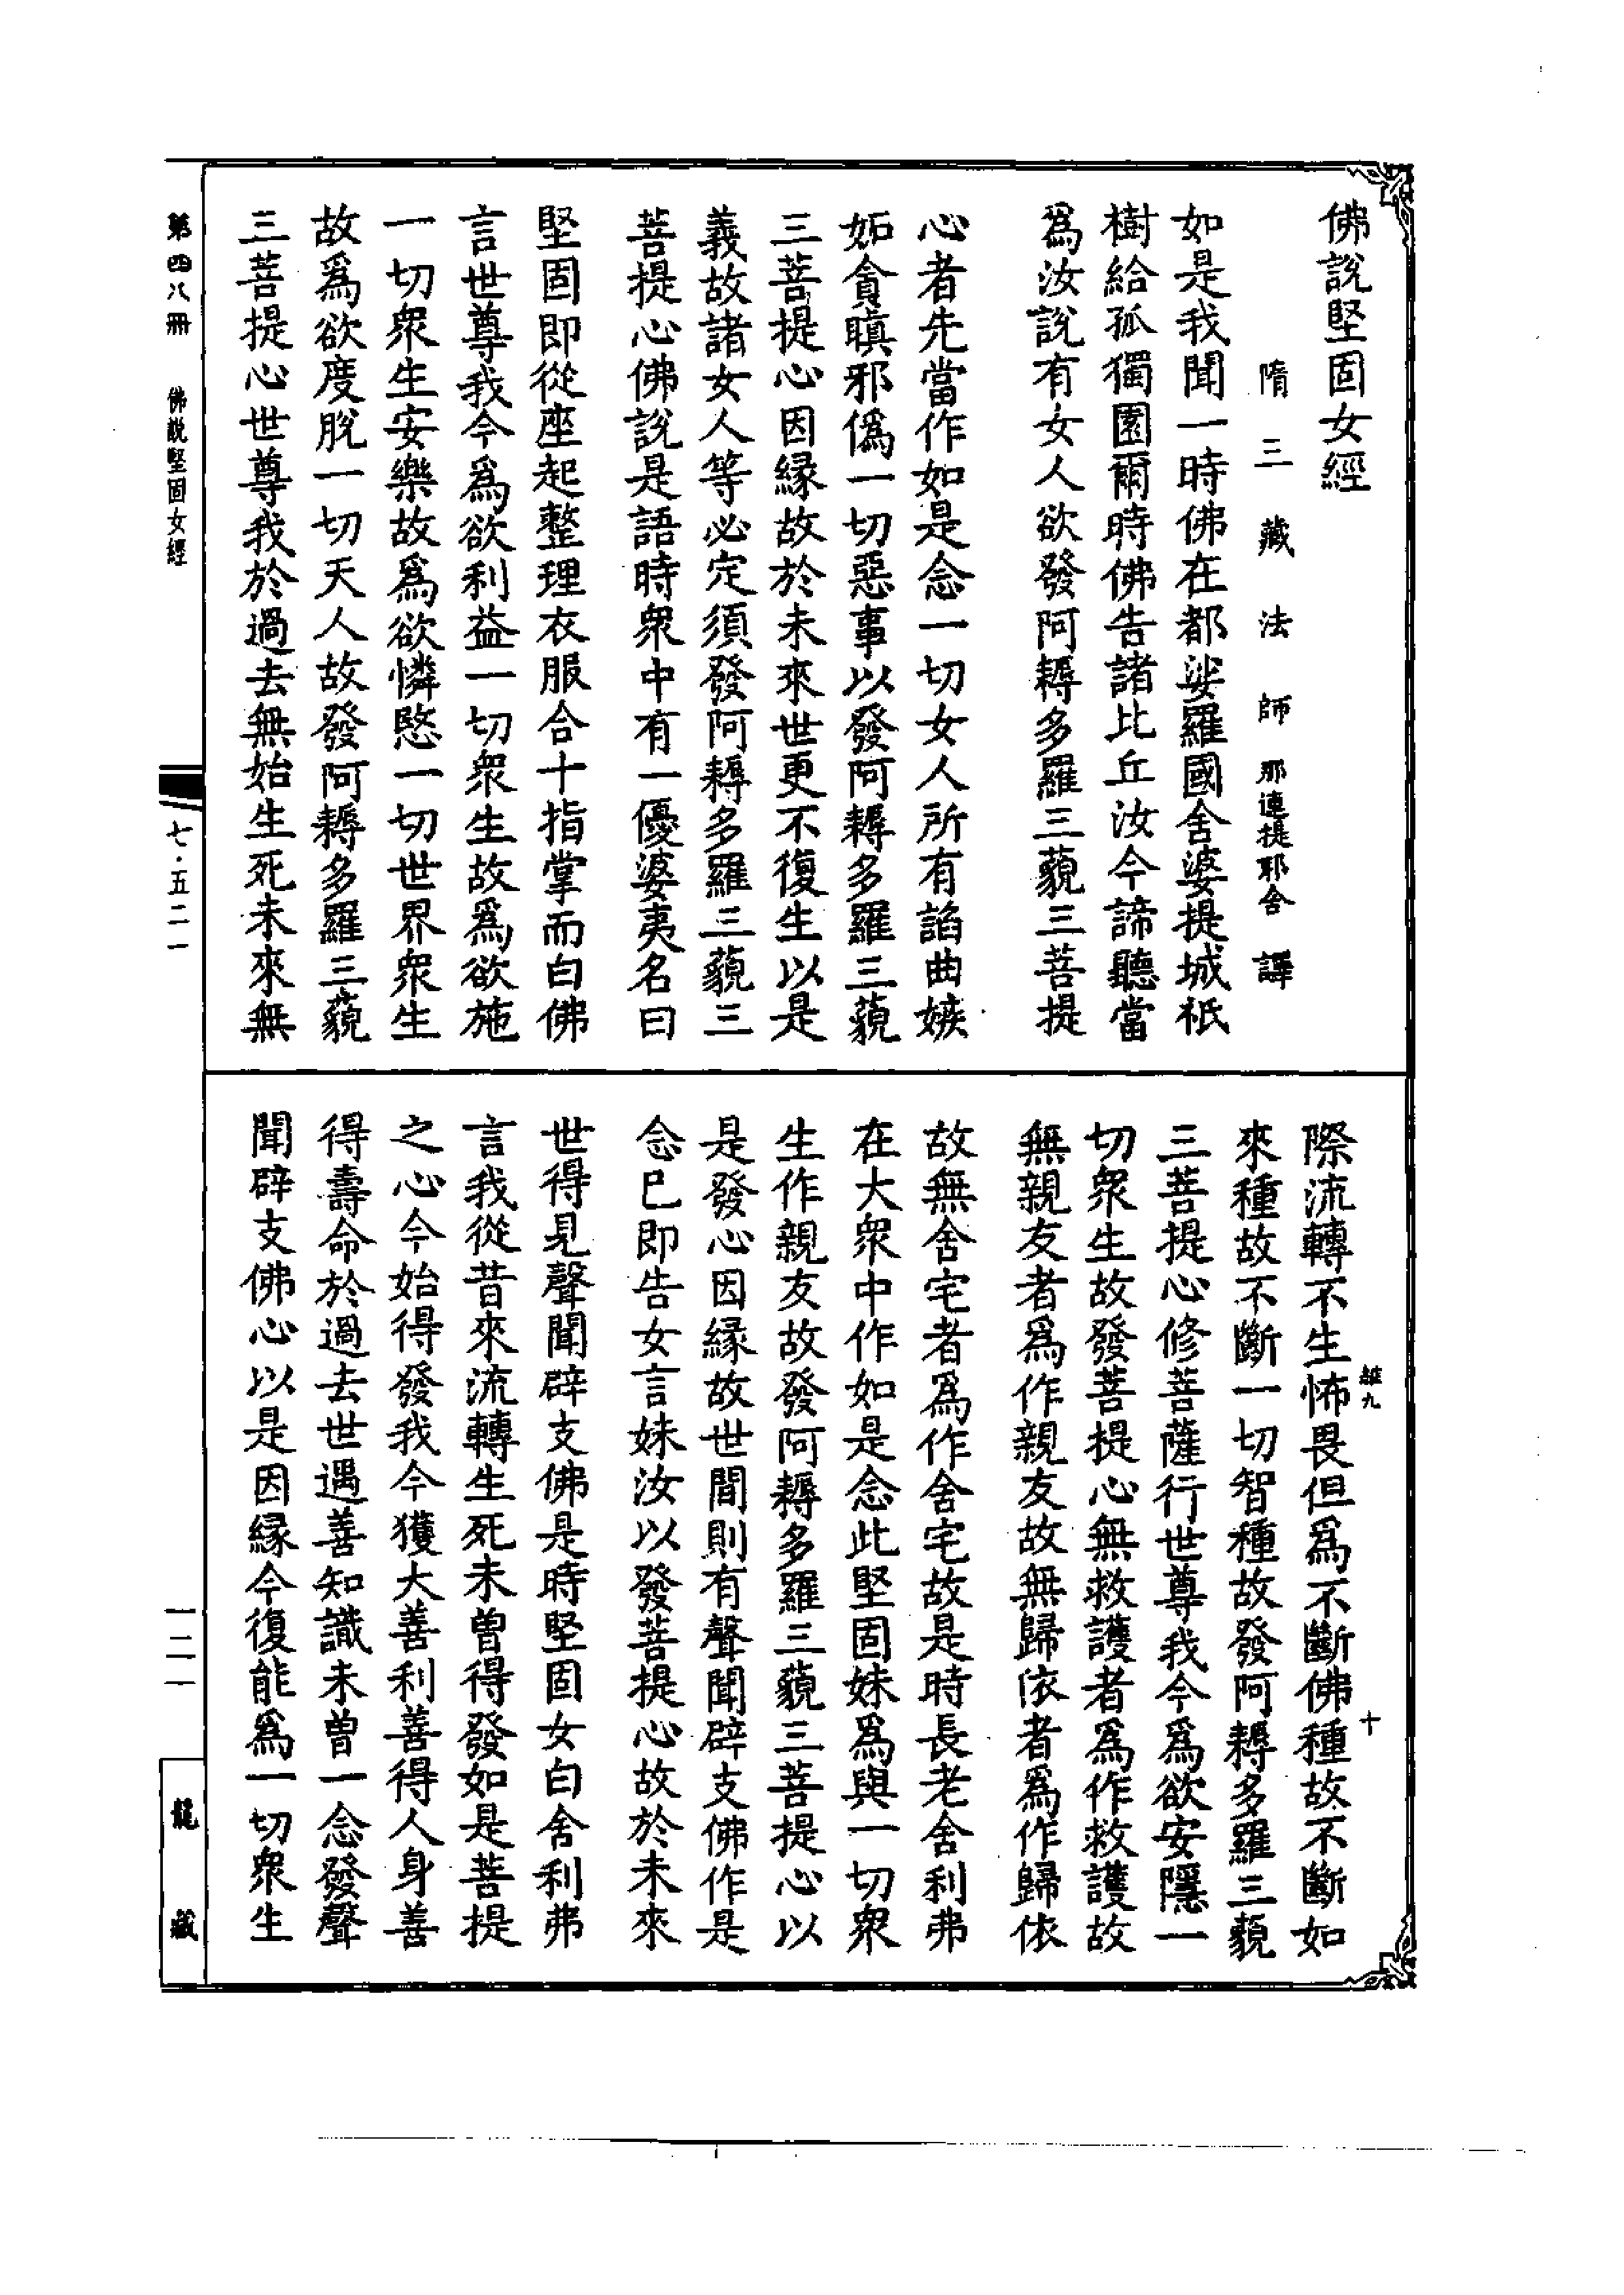 佛說堅固女經
隋三藏法師那連提耶舍譯
如是我聞一時佛在都娑羅國舍婆提城祇
樹給孤獨園爾時佛告諸比丘汝今諦聽當
爲汝說有女人欲發阿耨多羅三藐三菩提
心者先當作如是念一切女人所有諂曲嫉
妬貪瞋邪僞一切惡事以發阿耨多羅三藐
三菩提心因縁故於未來世更不復生以是
義故諸女人等必定須發阿耨多羅三藐三
菩提心佛說是語時衆中有一優婆夷名曰
堅固即從座起整理衣服合十指掌而白佛
言世尊我今爲欲利益一切衆生故爲欲施
一切衆生安樂故爲欲憐愍一切世界衆生
故爲欲度脫一切天人故發阿耨多羅三藐
三菩提心世尊我於過去無始生死未來無
際流轉不生怖畏但爲不斷佛種故不斷如
來種故不斷一切智種故發阿耨多羅三藐
三菩提心修菩薩行世尊我今爲欲安隱一
切衆生故發菩提心無救護者爲作救護故
無親友者爲作親友故無歸依者爲作歸依
故無舍宅者爲作舍宅故是時長老舍利弗
在大衆中作如是念此堅固妹爲與一切衆
生作親友故發阿耨多羅三藐三菩提心以
是發心因縁故世間則有聲聞辟支佛作是
念巳即告女言妹汝以發菩提心故於未來
世得見聲聞辟支佛是時堅固女白舍利弗
言我從昔來流轉生死未曽得發如是菩提
之心今始得發我今獲大善利善得人身善
得壽命於過去世遇善知識未曽一念發聲
聞辟支佛心以是因縁今復能爲一切衆生
雜九
十
第四八冊 佛説堅固女經
七·五二一
一二一
龍藏